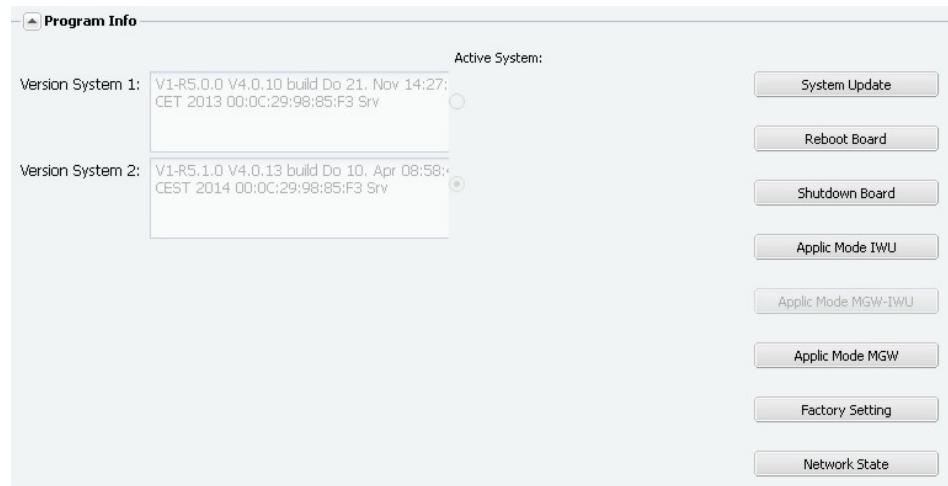 Program Info
Active System:
Version System 1:
V1-R5.0.0 V4.0.10 build Do 21. Nov 14:27:
CET 2013 00:0C:29:98:85:F3 Srv
Version System 2:
V1-R5.1.0 V4.0.13 build Do 10. Apr 08:58:
CEST 2014 00:0C:29:98:85:F3 Srv
System Update
Reboot Board
Shutdown Board
Applic Mode IWU
Applic Mode MGW-IWU
Applic Mode MGW
Factory Setting
Network State